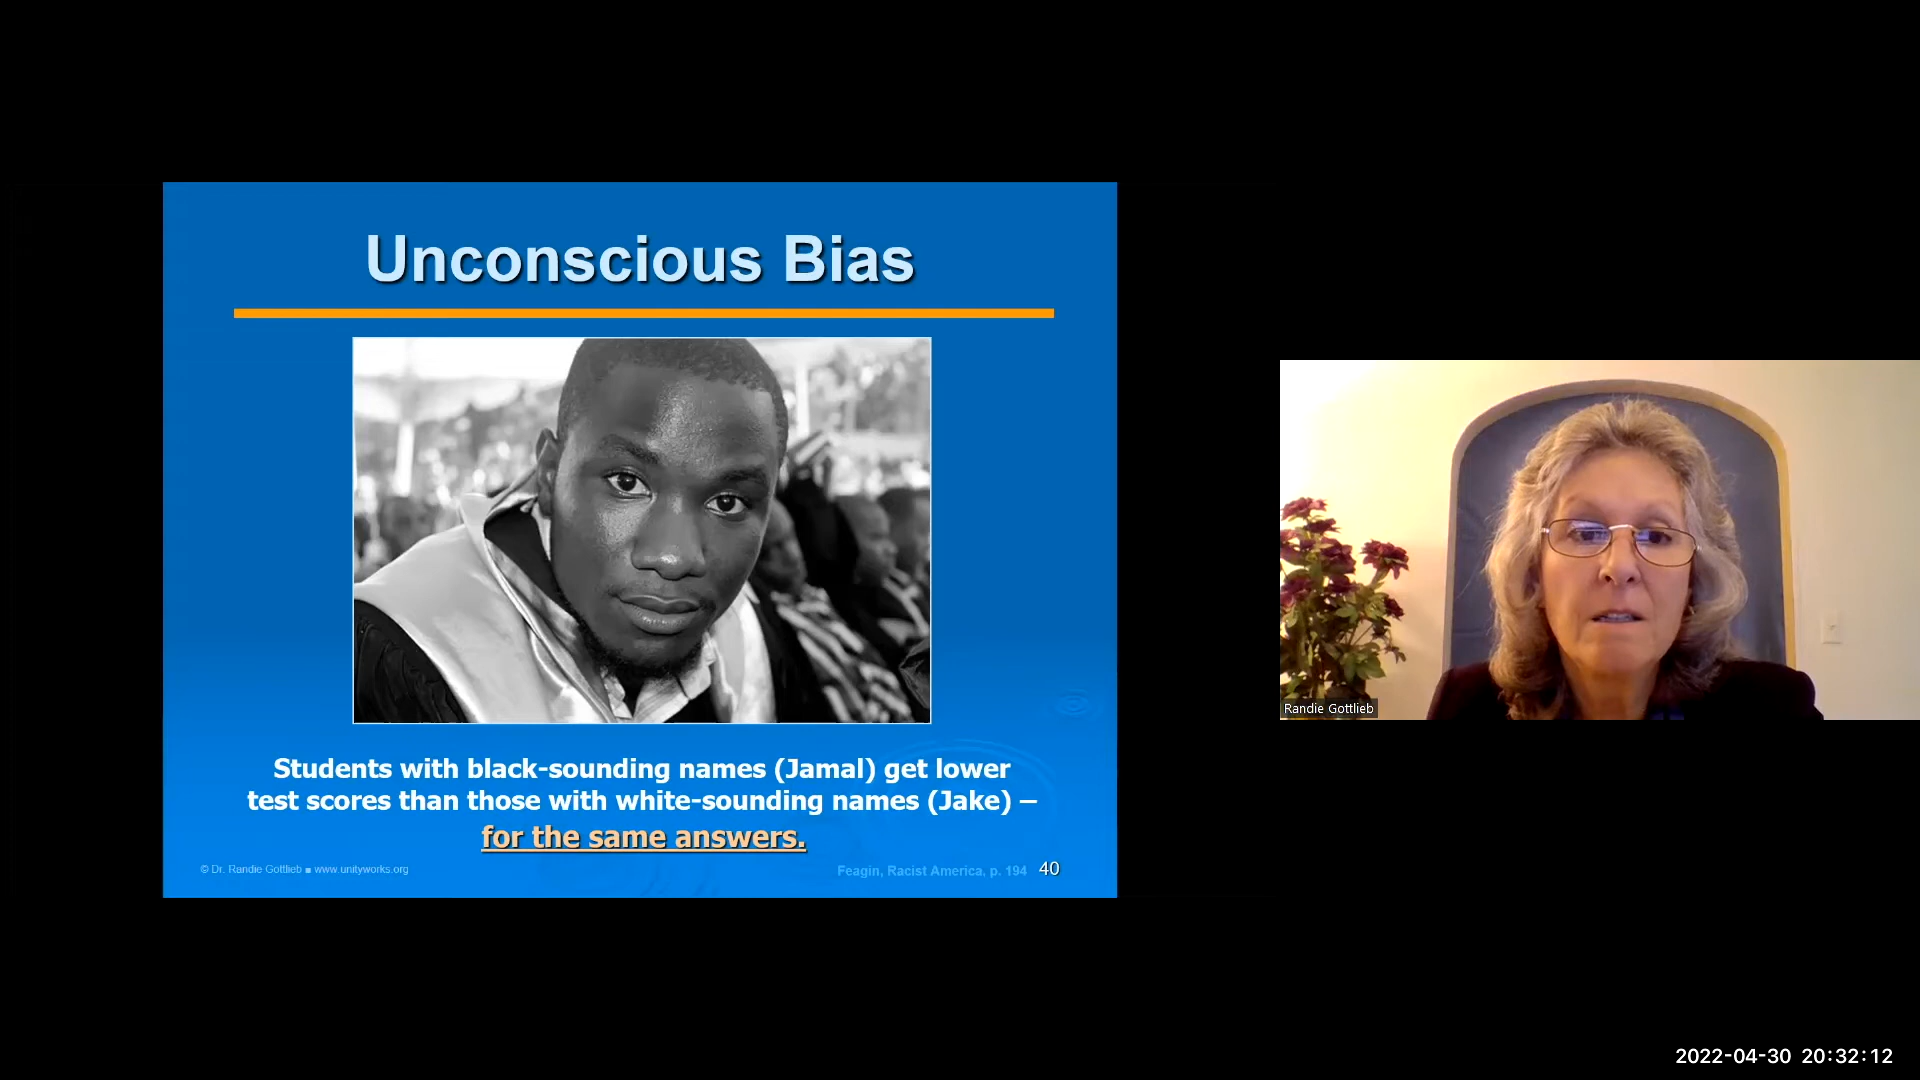 Unconscious Bias
Students with black-sounding names (Jamal) get lower
test scores than those with white-sounding names (Jake) –
for the same answers.
© Dr. Randie Gottlieb ■ www.unityworks.org
Feagin, Racist America, p. 194 40
Randie Gottlieb
2022-04-30 20:32:12